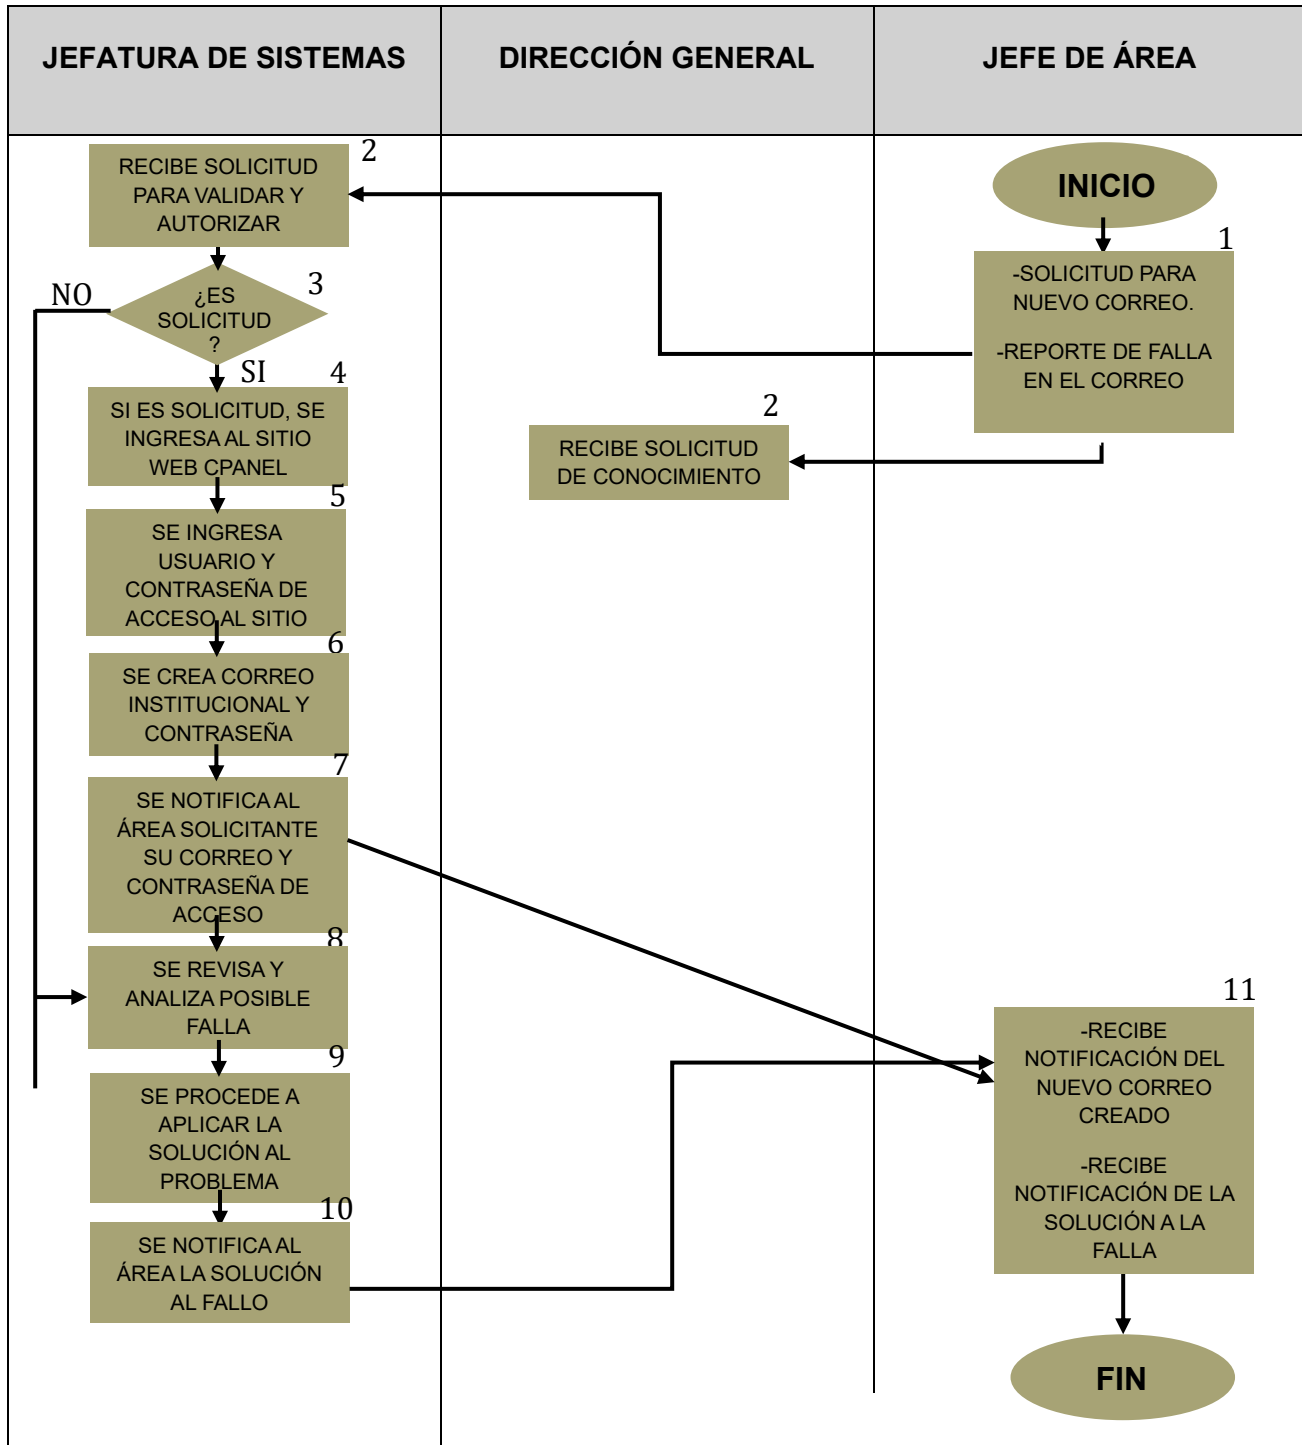 JEFATURA DE SISTEMAS
DIRECCIÓN GENERAL
JEFE DE ÁREA
2
RECIBE SOLICITUD
PARA VALIDAR Y
AUTORIZAR
3
¿ES
SOLICITUD
?
NO
SI
4
SI ES SOLICITUD, SE
INGRESA AL SITIO
WEB CPANEL
5
SE INGRESA
USUARIO Y
CONTRASEÑA DE
ACCESO AL SITIO
6
SE CREA CORREO
INSTITUCIONAL Y
CONTRASEÑA
7
SE NOTIFICA AL
ÁREA SOLICITANTE
SU CORREO Y
CONTRASEÑA DE
ACCESO
8
SE REVISA Y
ANALIZA POSIBLE
FALLA
9
SE PROCEDE A
APLICAR LA
SOLUCIÓN AL
PROBLEMA
10
SE NOTIFICA AL
ÁREA LA SOLUCIÓN
AL FALLO
2
RECIBE SOLICITUD
DE CONOCIMIENTO
INICIO
1
-SOLICITUD PARA
NUEVO CORREO.
-REPORTE DE FALLA
EN EL CORREO
11
-RECIBE
NOTIFICACIÓN DEL
NUEVO CORREO
CREADO
-RECIBE
NOTIFICACIÓN DE LA
SOLUCIÓN A LA
FALLA
FIN